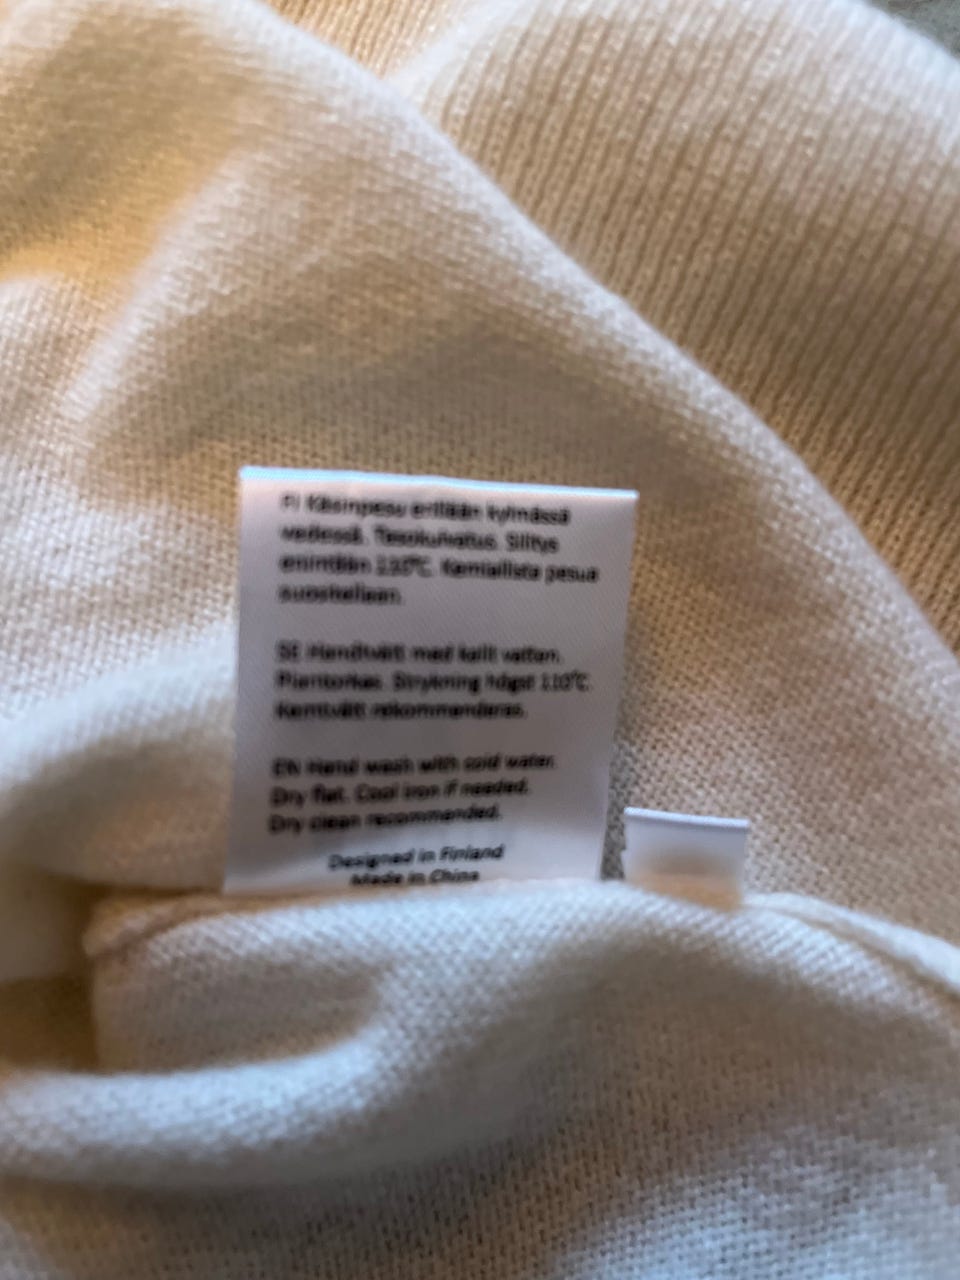 FI Käsinpesu erillään kylmässä
vedessä. Tasokuivatus. Silitys
enintään 110°C. Kemiallista pesua
suositellaan.
SE Handtvätt med kallt vatten.
Plantorkas. Strykning högst 110°C.
Kemtvätt rekommenderas.
EN Hand wash with cold water.
Dry flat. Cool iron if needed.
Dry clean recommended.
Designed in Finland
Made in China